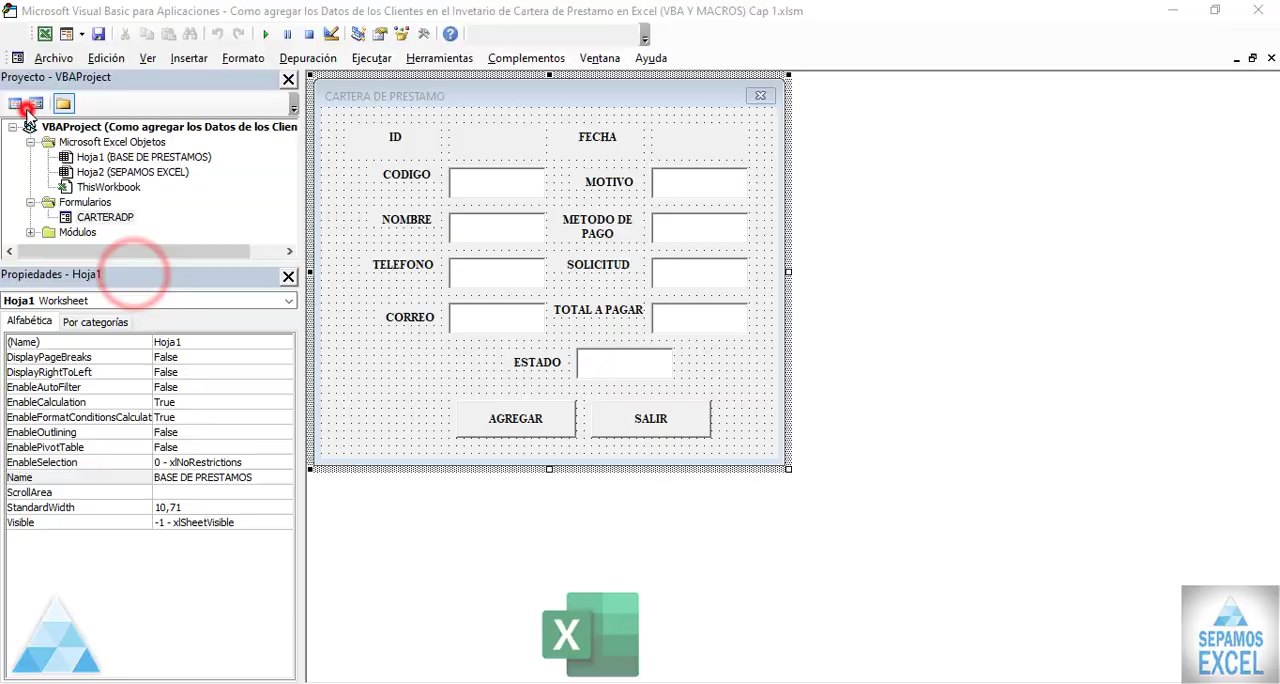 Microsoft Visual Basic para Aplicaciones - Como agregar los Datos de los Clientes en el Invetario de Cartera de Prestamo en Excel (VBA Y MACROS) Cap 1.xlsm
Archivo Edición Ver Insertar Formato Depuración Ejecutar Herramientas Complementos Ventana Ayuda
Proyecto - VBAProject
VBAProject (Como agregar los Datos de los Clien
Microsoft Excel Objetos
Hoja1 (BASE DE PRESTAMOS)
Hoja2 (SEPAMOS EXCEL)
ThisWorkbook
Formularios
CARTERADP
Módulos
Propiedades - Hoja1
Hoja1 Worksheet
Alfabética Por categorías
(Name) Hoja1
DisplayPageBreaks False
DisplayRightToLeft False
EnableAutoFilter False
EnableCalculation True
EnableFormatConditionsCalculat True
EnableOutlining False
EnablePivotTable False
EnableSelection 0 - xlNoRestrictions
Name BASE DE PRESTAMOS
ScrollArea
StandardWidth 10,71
Visible -1 - xlSheetVisible
CARTERA DE PRESTAMO
ID FECHA
CODIGO MOTIVO
NOMBRE METODO DE
PAGO
TELEFONO SOLICITUD
CORREO TOTAL A PAGAR
ESTADO
AGREGAR SALIR
X
SEPAMOS
EXCEL